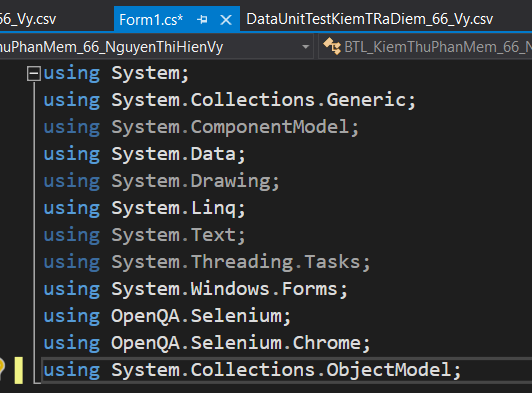 66_Vy.csv Form1.cs* DataUnitTestKiemTRaDiem_66_Vy.csv
huPhanMem_66_NguyenThiHienVy BTL_KiemThuPhanMem_66_N
using System;
using System.Collections.Generic;
using System.ComponentModel;
using System.Data;
using System.Drawing;
using System.Linq;
using System.Text;
using System.Threading.Tasks;
using System.Windows.Forms;
using OpenQA.Selenium;
using OpenQA.Selenium.Chrome;
using System.Collections.ObjectModel;